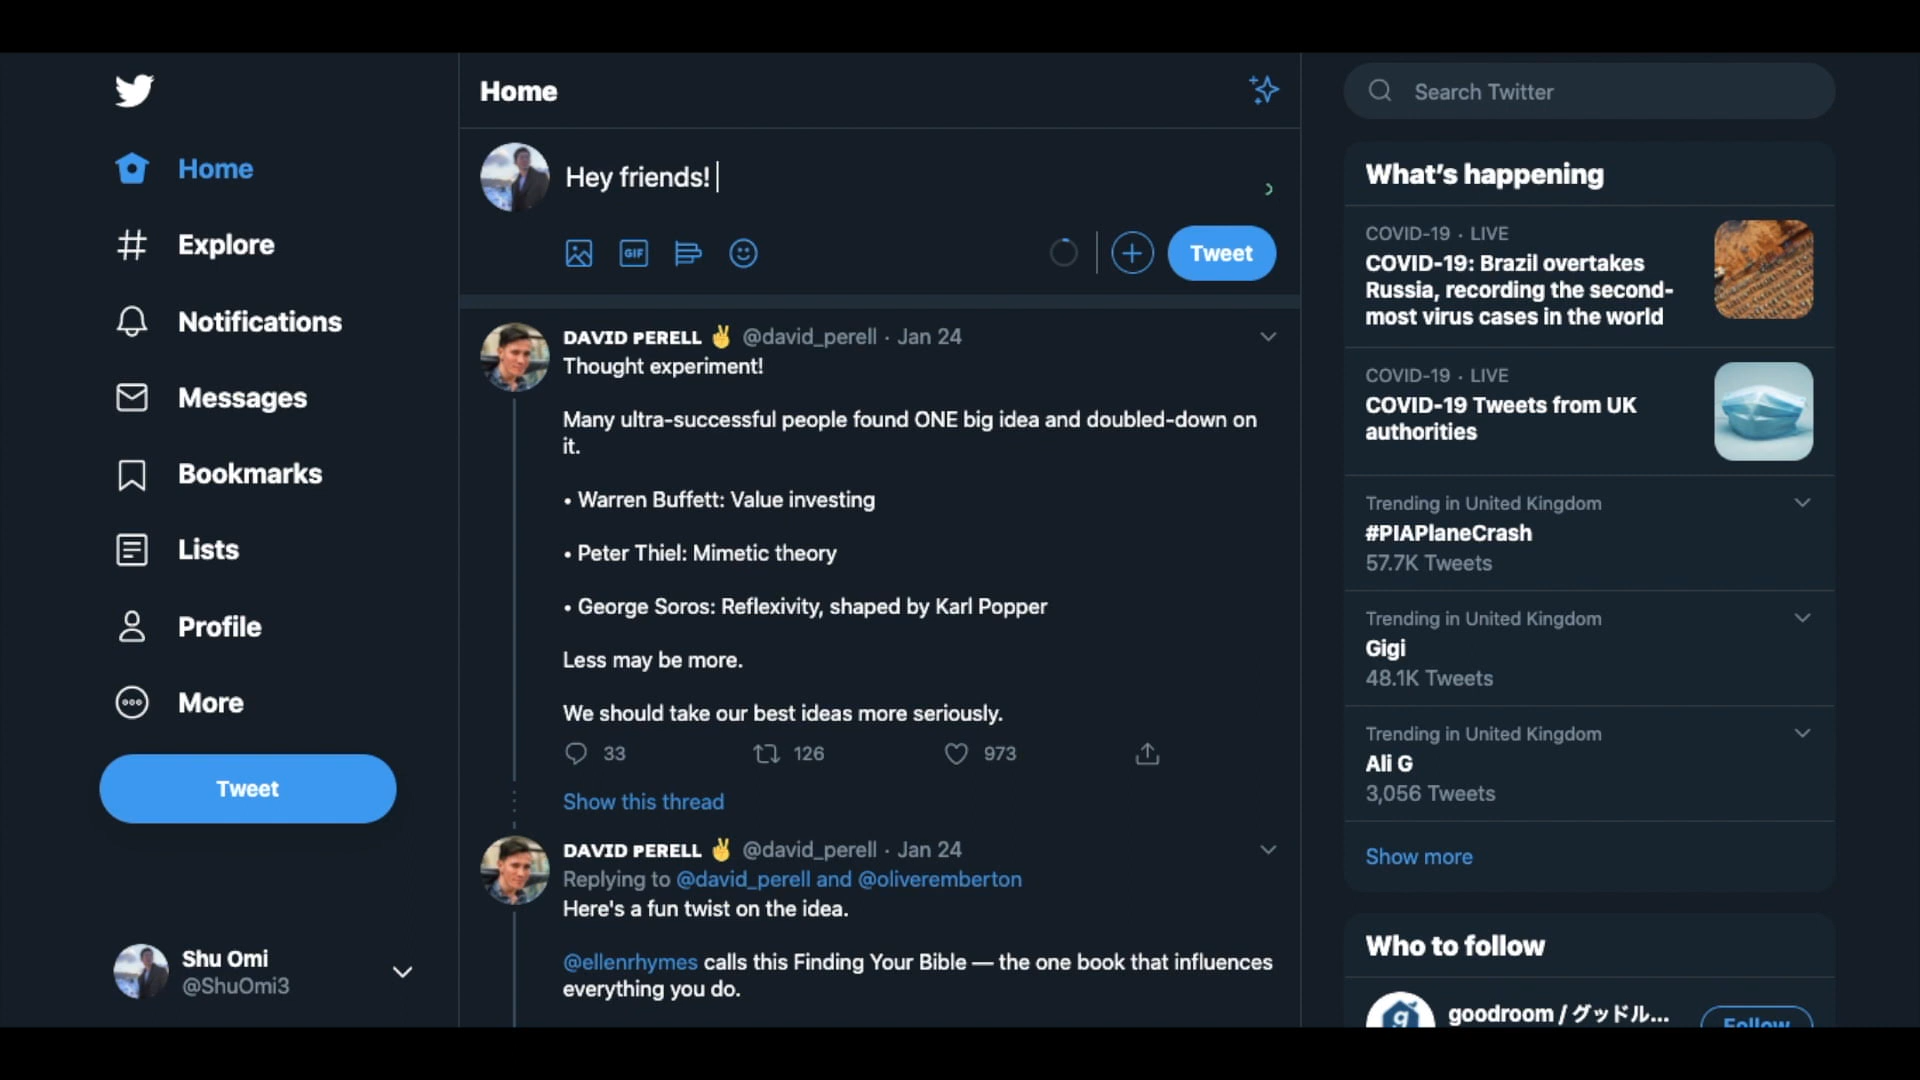 Home
Explore
Notifications
Messages
Bookmarks
Lists
Profile
More
Tweet
Shu Omi
@ShuOmi3
Home
Hey friends!
GIF
Tweet
DAVID PERELL ✌ @david_perell · Jan 24
Thought experiment!
Many ultra-successful people found ONE big idea and doubled-down on
it.
• Warren Buffett: Value investing
• Peter Thiel: Mimetic theory
• George Soros: Reflexivity, shaped by Karl Popper
Less may be more.
We should take our best ideas more seriously.
33 126 973
Show this thread
DAVID PERELL ✌ @david_perell · Jan 24
Replying to @david_perell and @oliveremberton
Here's a fun twist on the idea.
@ellenrhymes calls this Finding Your Bible — the one book that influences
everything you do.
Search Twitter
What's happening
COVID-19 · LIVE
COVID-19: Brazil overtakes
Russia, recording the second-
most virus cases in the world
COVID-19 · LIVE
COVID-19 Tweets from UK
authorities
Trending in United Kingdom
#PIAPlaneCrash
57.7K Tweets
Trending in United Kingdom
Gigi
48.1K Tweets
Trending in United Kingdom
Ali G
3,056 Tweets
Show more
Who to follow
goodroom / グッドル...
Follow